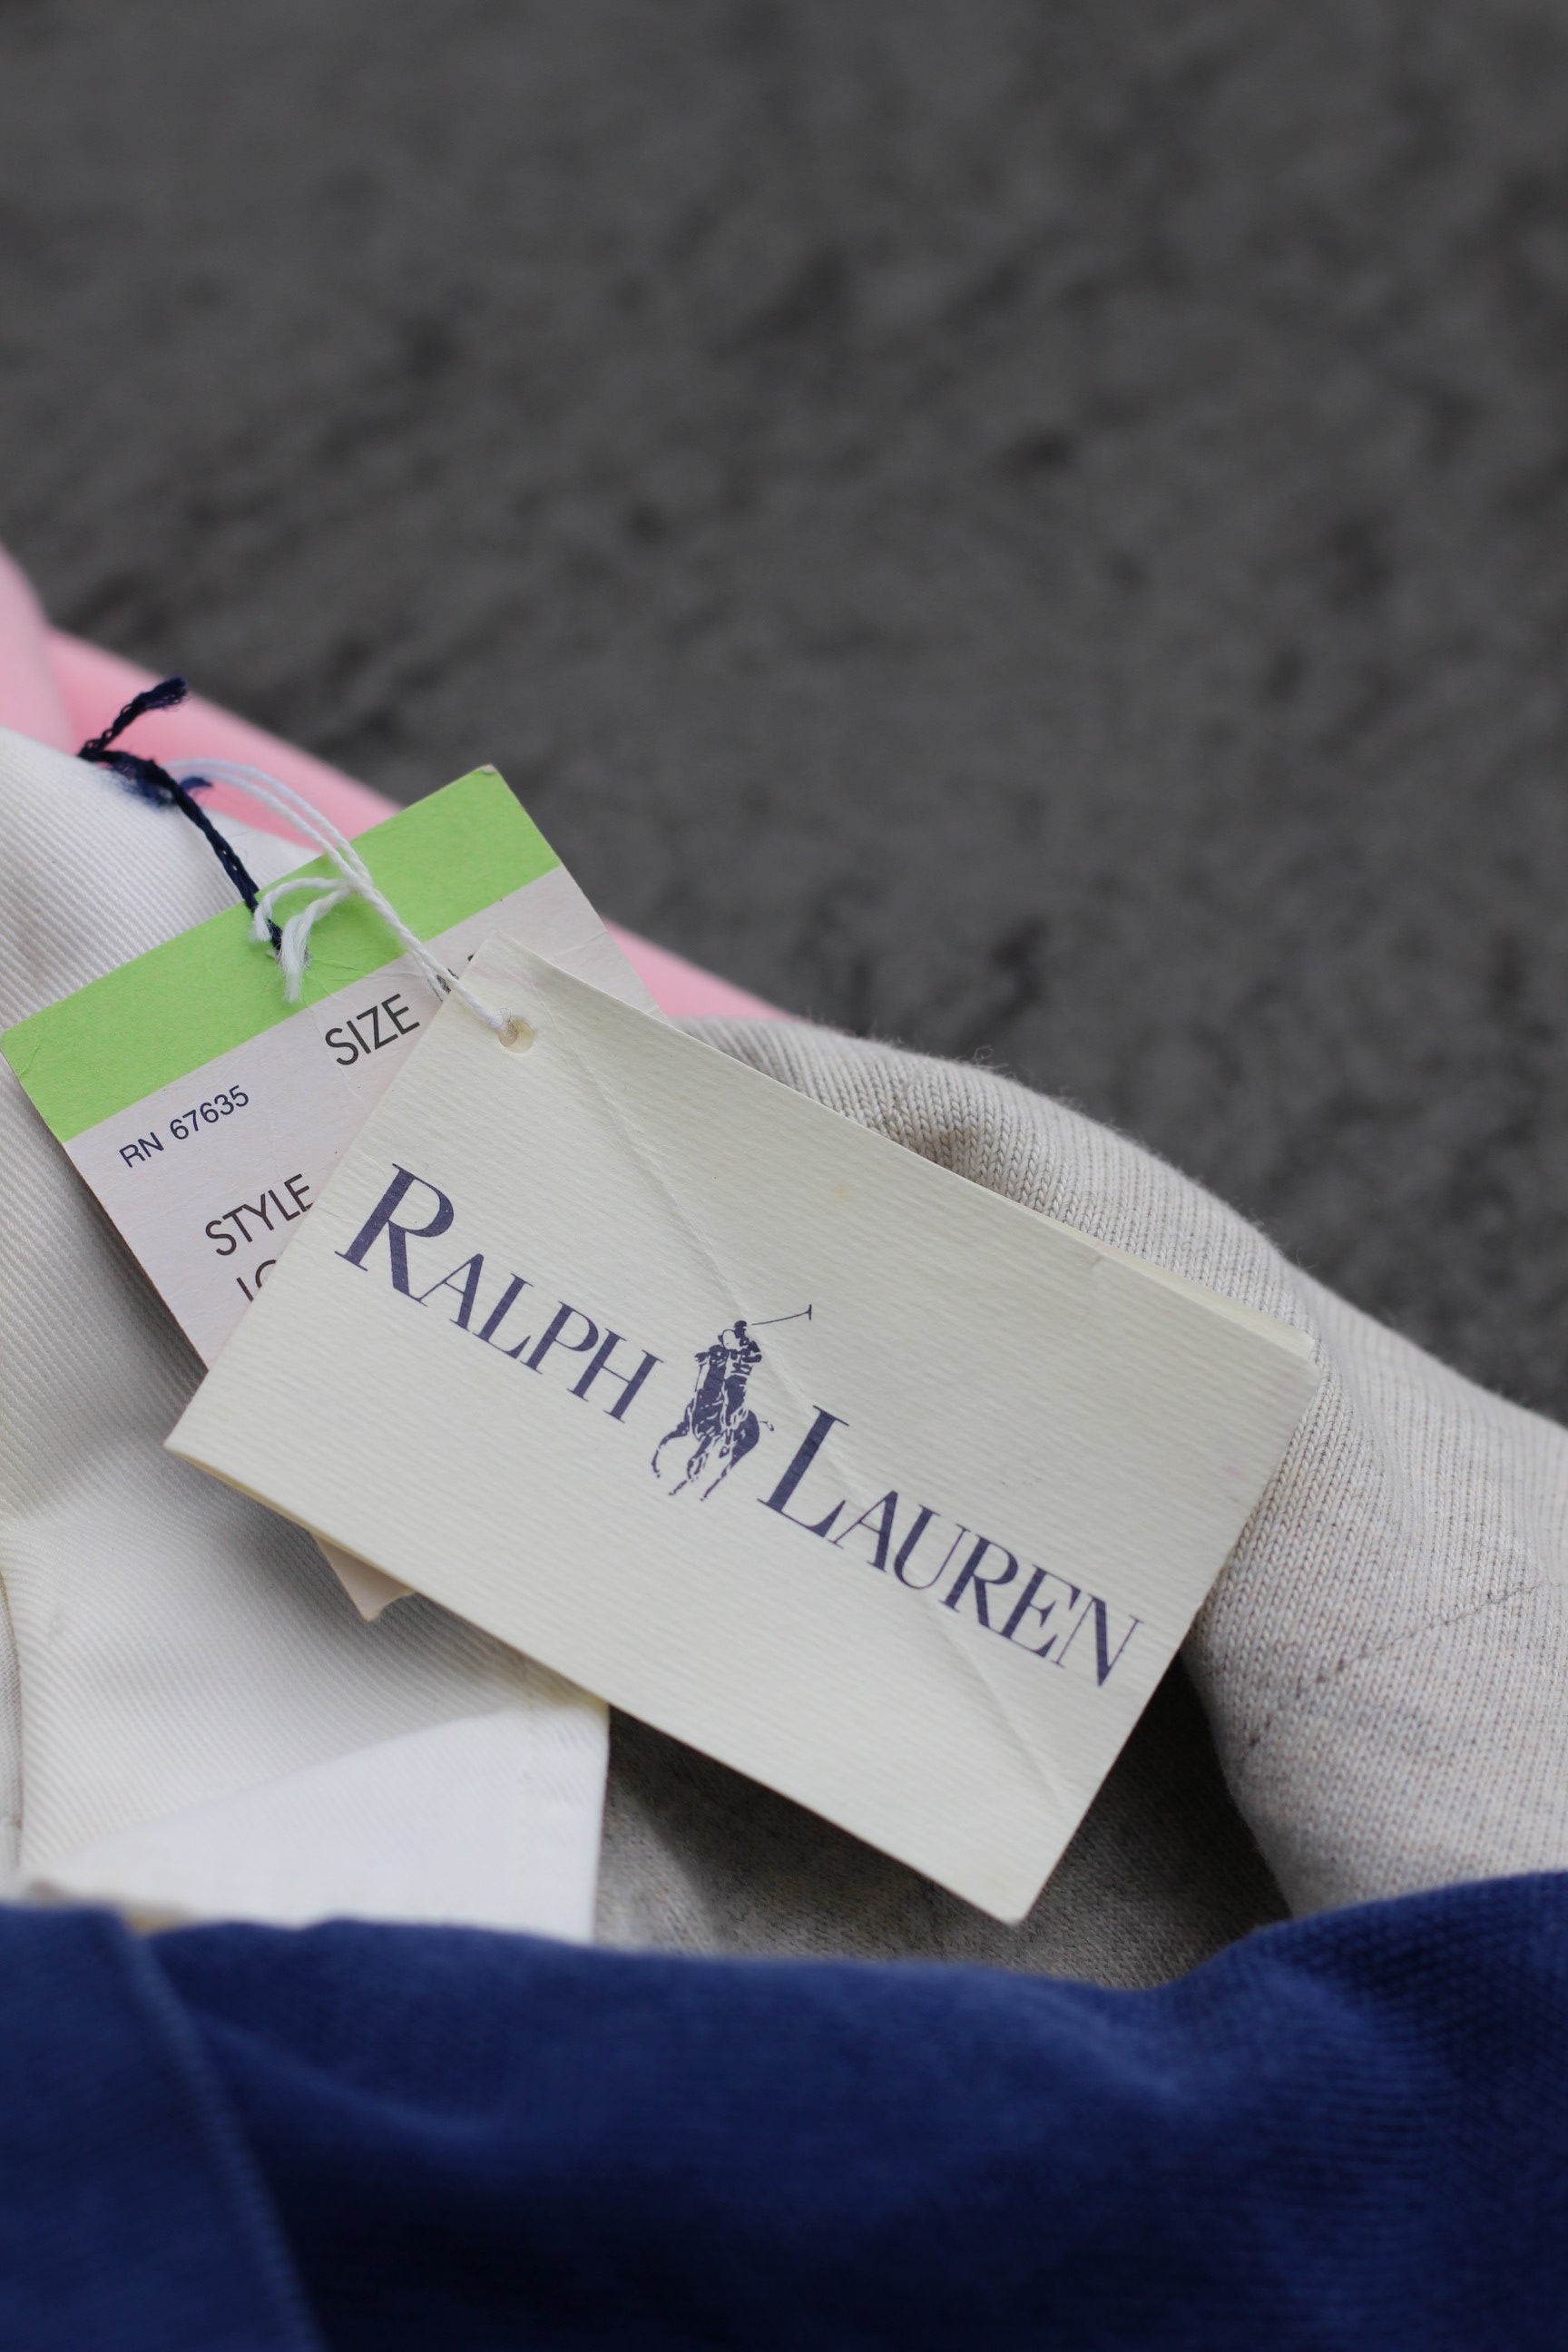 SIZE
RN 67635
STYLE
RALPH LAUREN